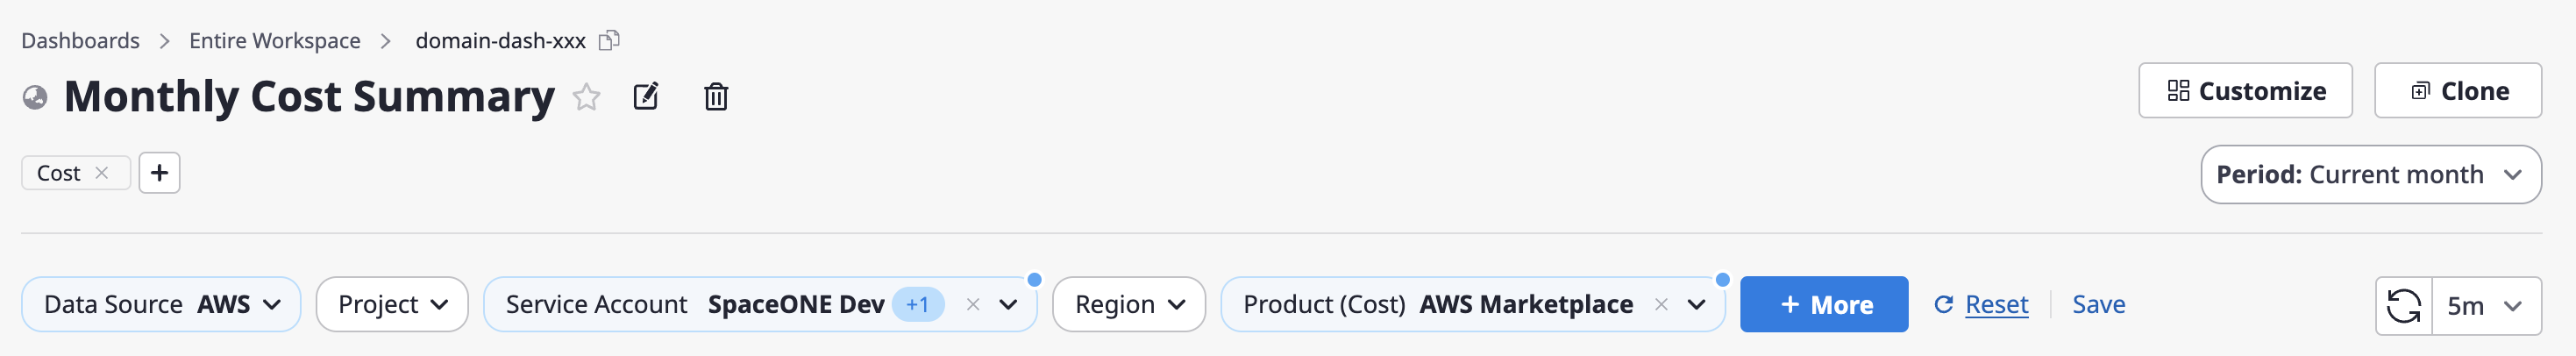 Dashboards > Entire Workspace > domain-dash-xxx
Monthly Cost Summary
Customize
Clone
Cost × +
Period: Current month
Data Source AWS
Project
Service Account SpaceONE Dev +1 ×
Region
Product (Cost) AWS Marketplace ×
+ More
Reset
Save
5m